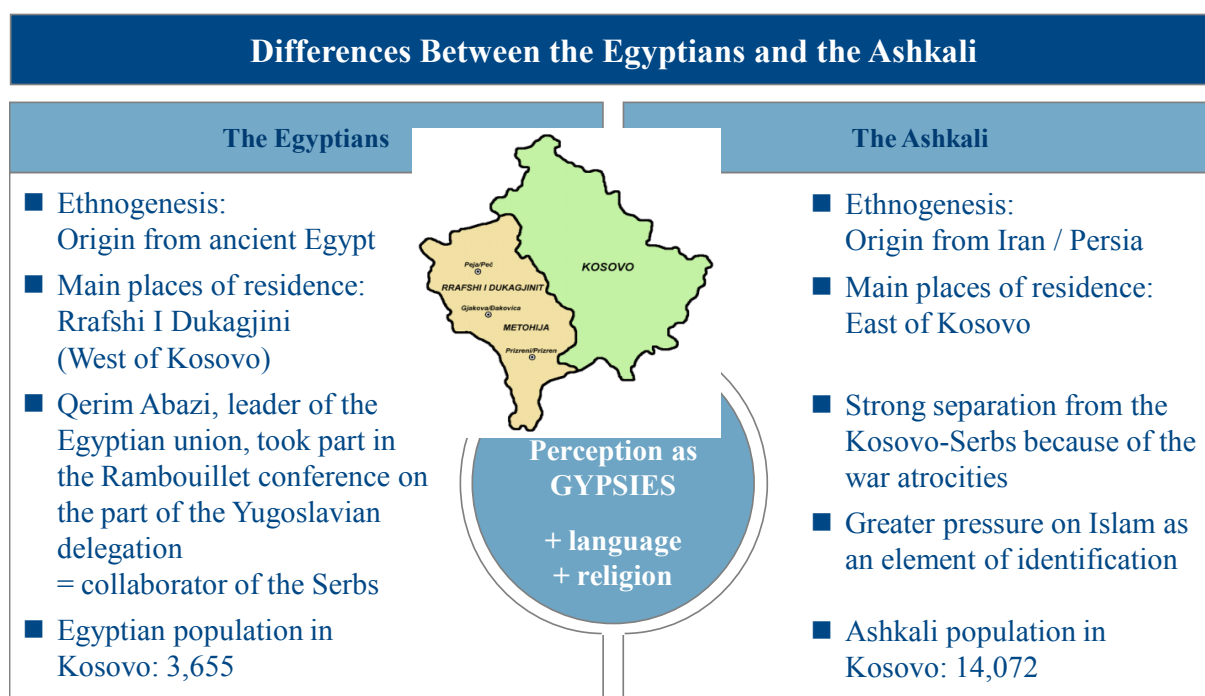 Differences Between the Egyptians and the Ashkali
The Egyptians
Ethnogenesis:
Origin from ancient Egypt
Main places of residence:
Rrafshi I Dukagjini
(West of Kosovo)
Qerim Abazi, leader of the
Egyptian union, took part in
the Rambouillet conference on
the part of the Yugoslavian
delegation
= collaborator of the Serbs
Egyptian population in
Kosovo: 3,655
KOSOVO
Peja/Peć
RRAFSHI I DUKAGJINIT
Gjakova/Đakovica
METOHIJA
Prizreni/Prizren
Perception as
GYPSIES
+ language
+ religion
The Ashkali
Ethnogenesis:
Origin from Iran / Persia
Main places of residence:
East of Kosovo
Strong separation from the
Kosovo-Serbs because of the
war atrocities
Greater pressure on Islam as
an element of identification
Ashkali population in
Kosovo: 14,072